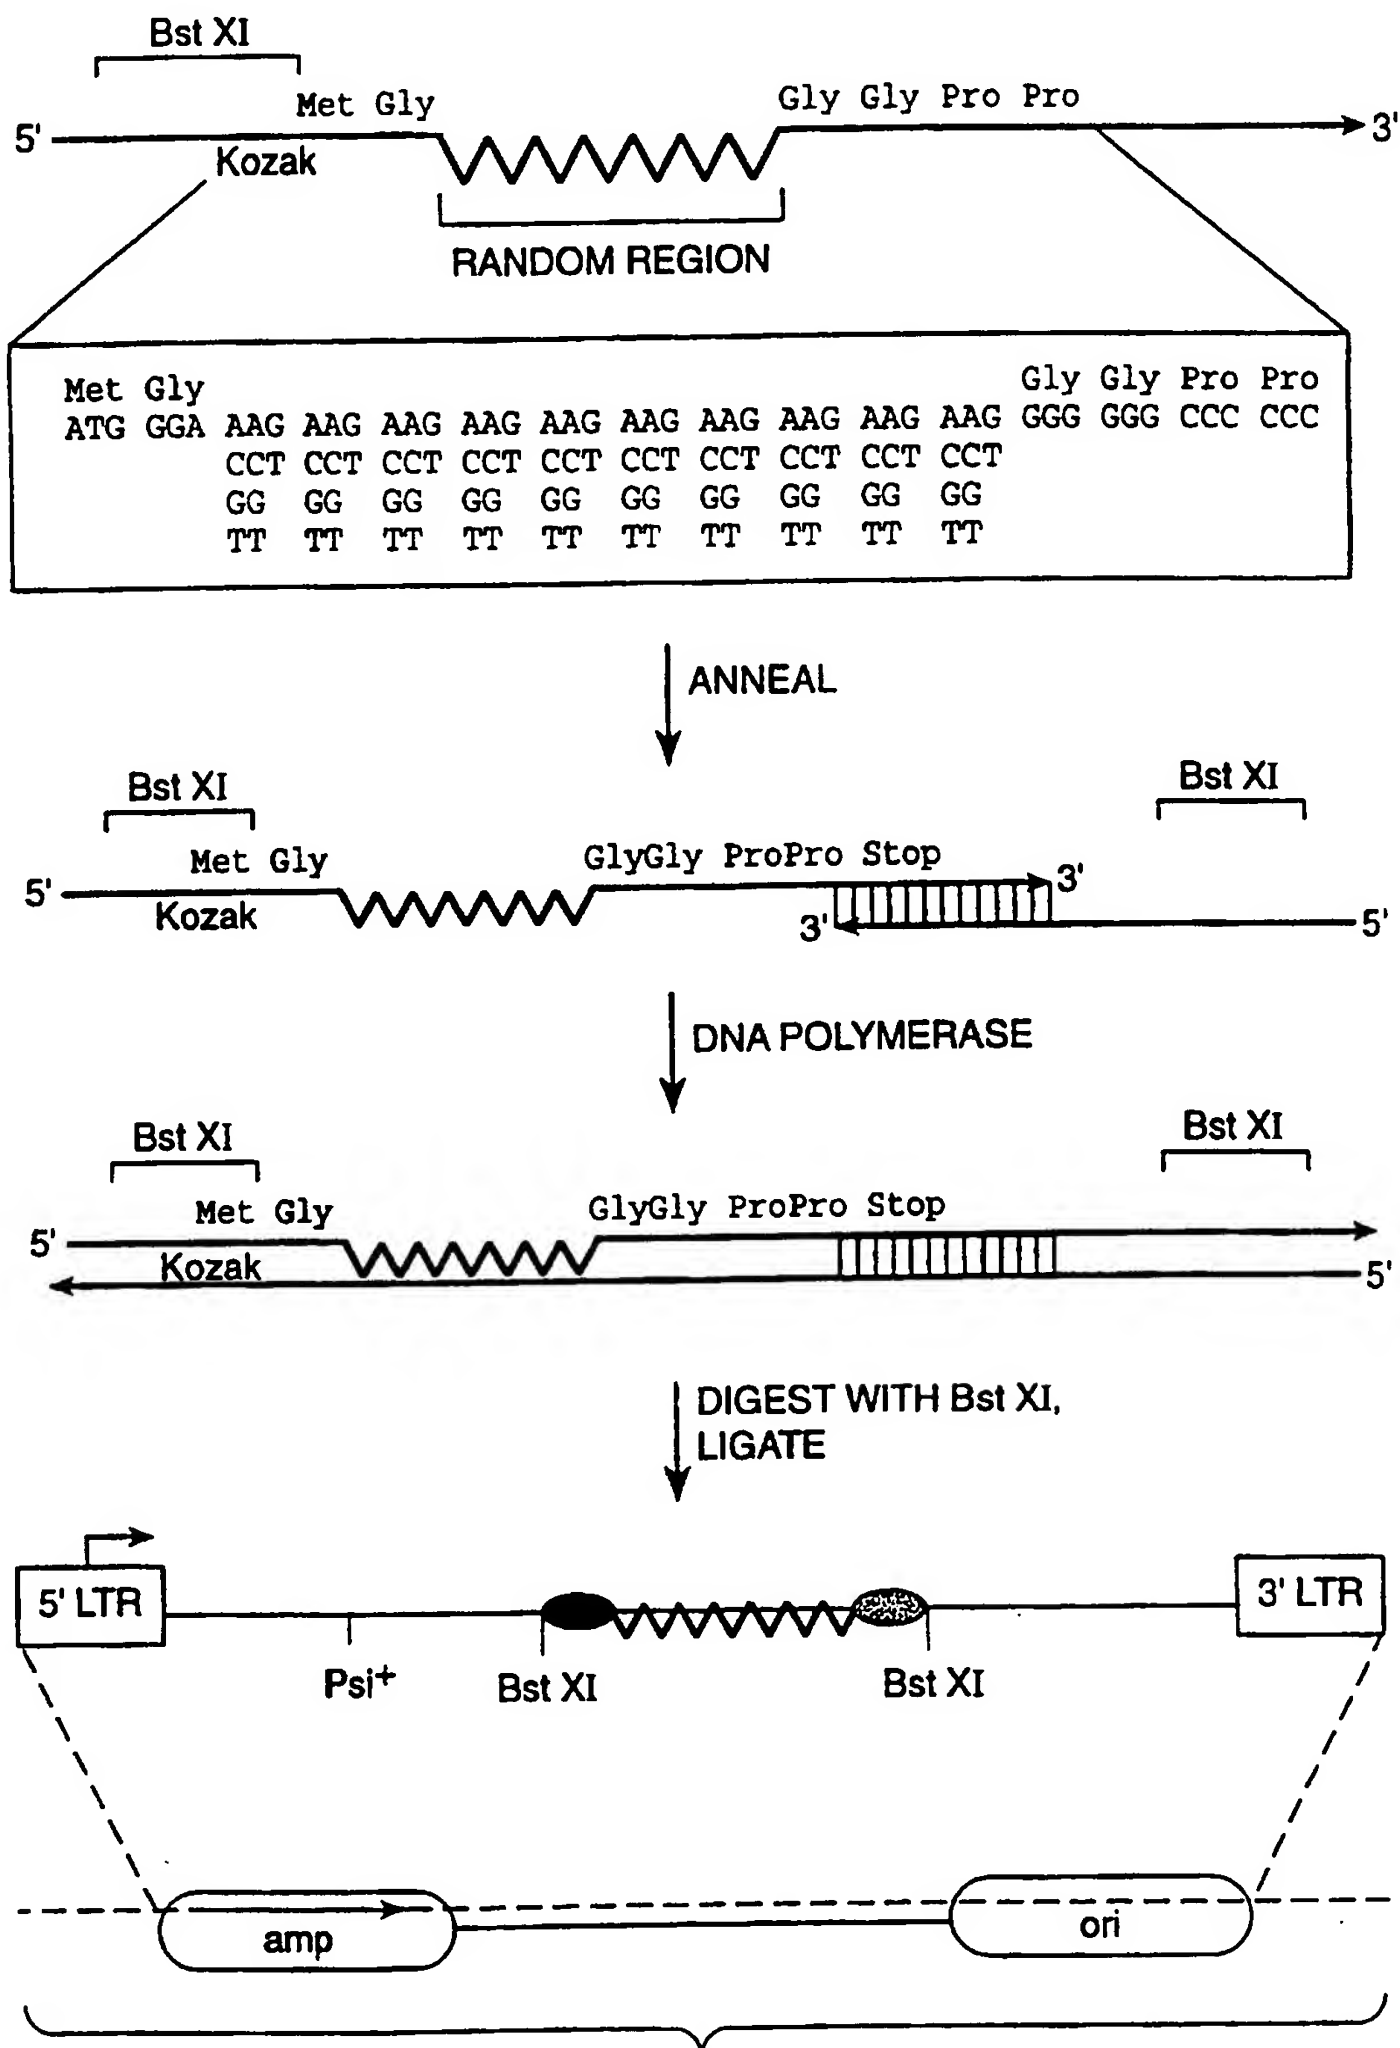 Bst XI
Met Gly
Gly Gly Pro Pro
5'
3'
Kozak
RANDOM REGION
Met Gly
Gly Gly Pro Pro
ATG GGA AAG AAG AAG AAG AAG AAG AAG AAG AAG AAG GGG GGG CCC CCC
CCT CCT CCT CCT CCT CCT CCT CCT CCT CCT
GG GG GG GG GG GG GG GG GG GG
TT TT TT TT TT TT TT TT TT TT
ANNEAL
Bst XI
Bst XI
Met Gly
GlyGly ProPro Stop
5'
3'
Kozak
3'
5'
DNA POLYMERASE
Bst XI
Bst XI
Met Gly
GlyGly ProPro Stop
5'
Kozak
5'
DIGEST WITH Bst XI,
LIGATE
5' LTR
3' LTR
Psi+
Bst XI
Bst XI
amp
ori